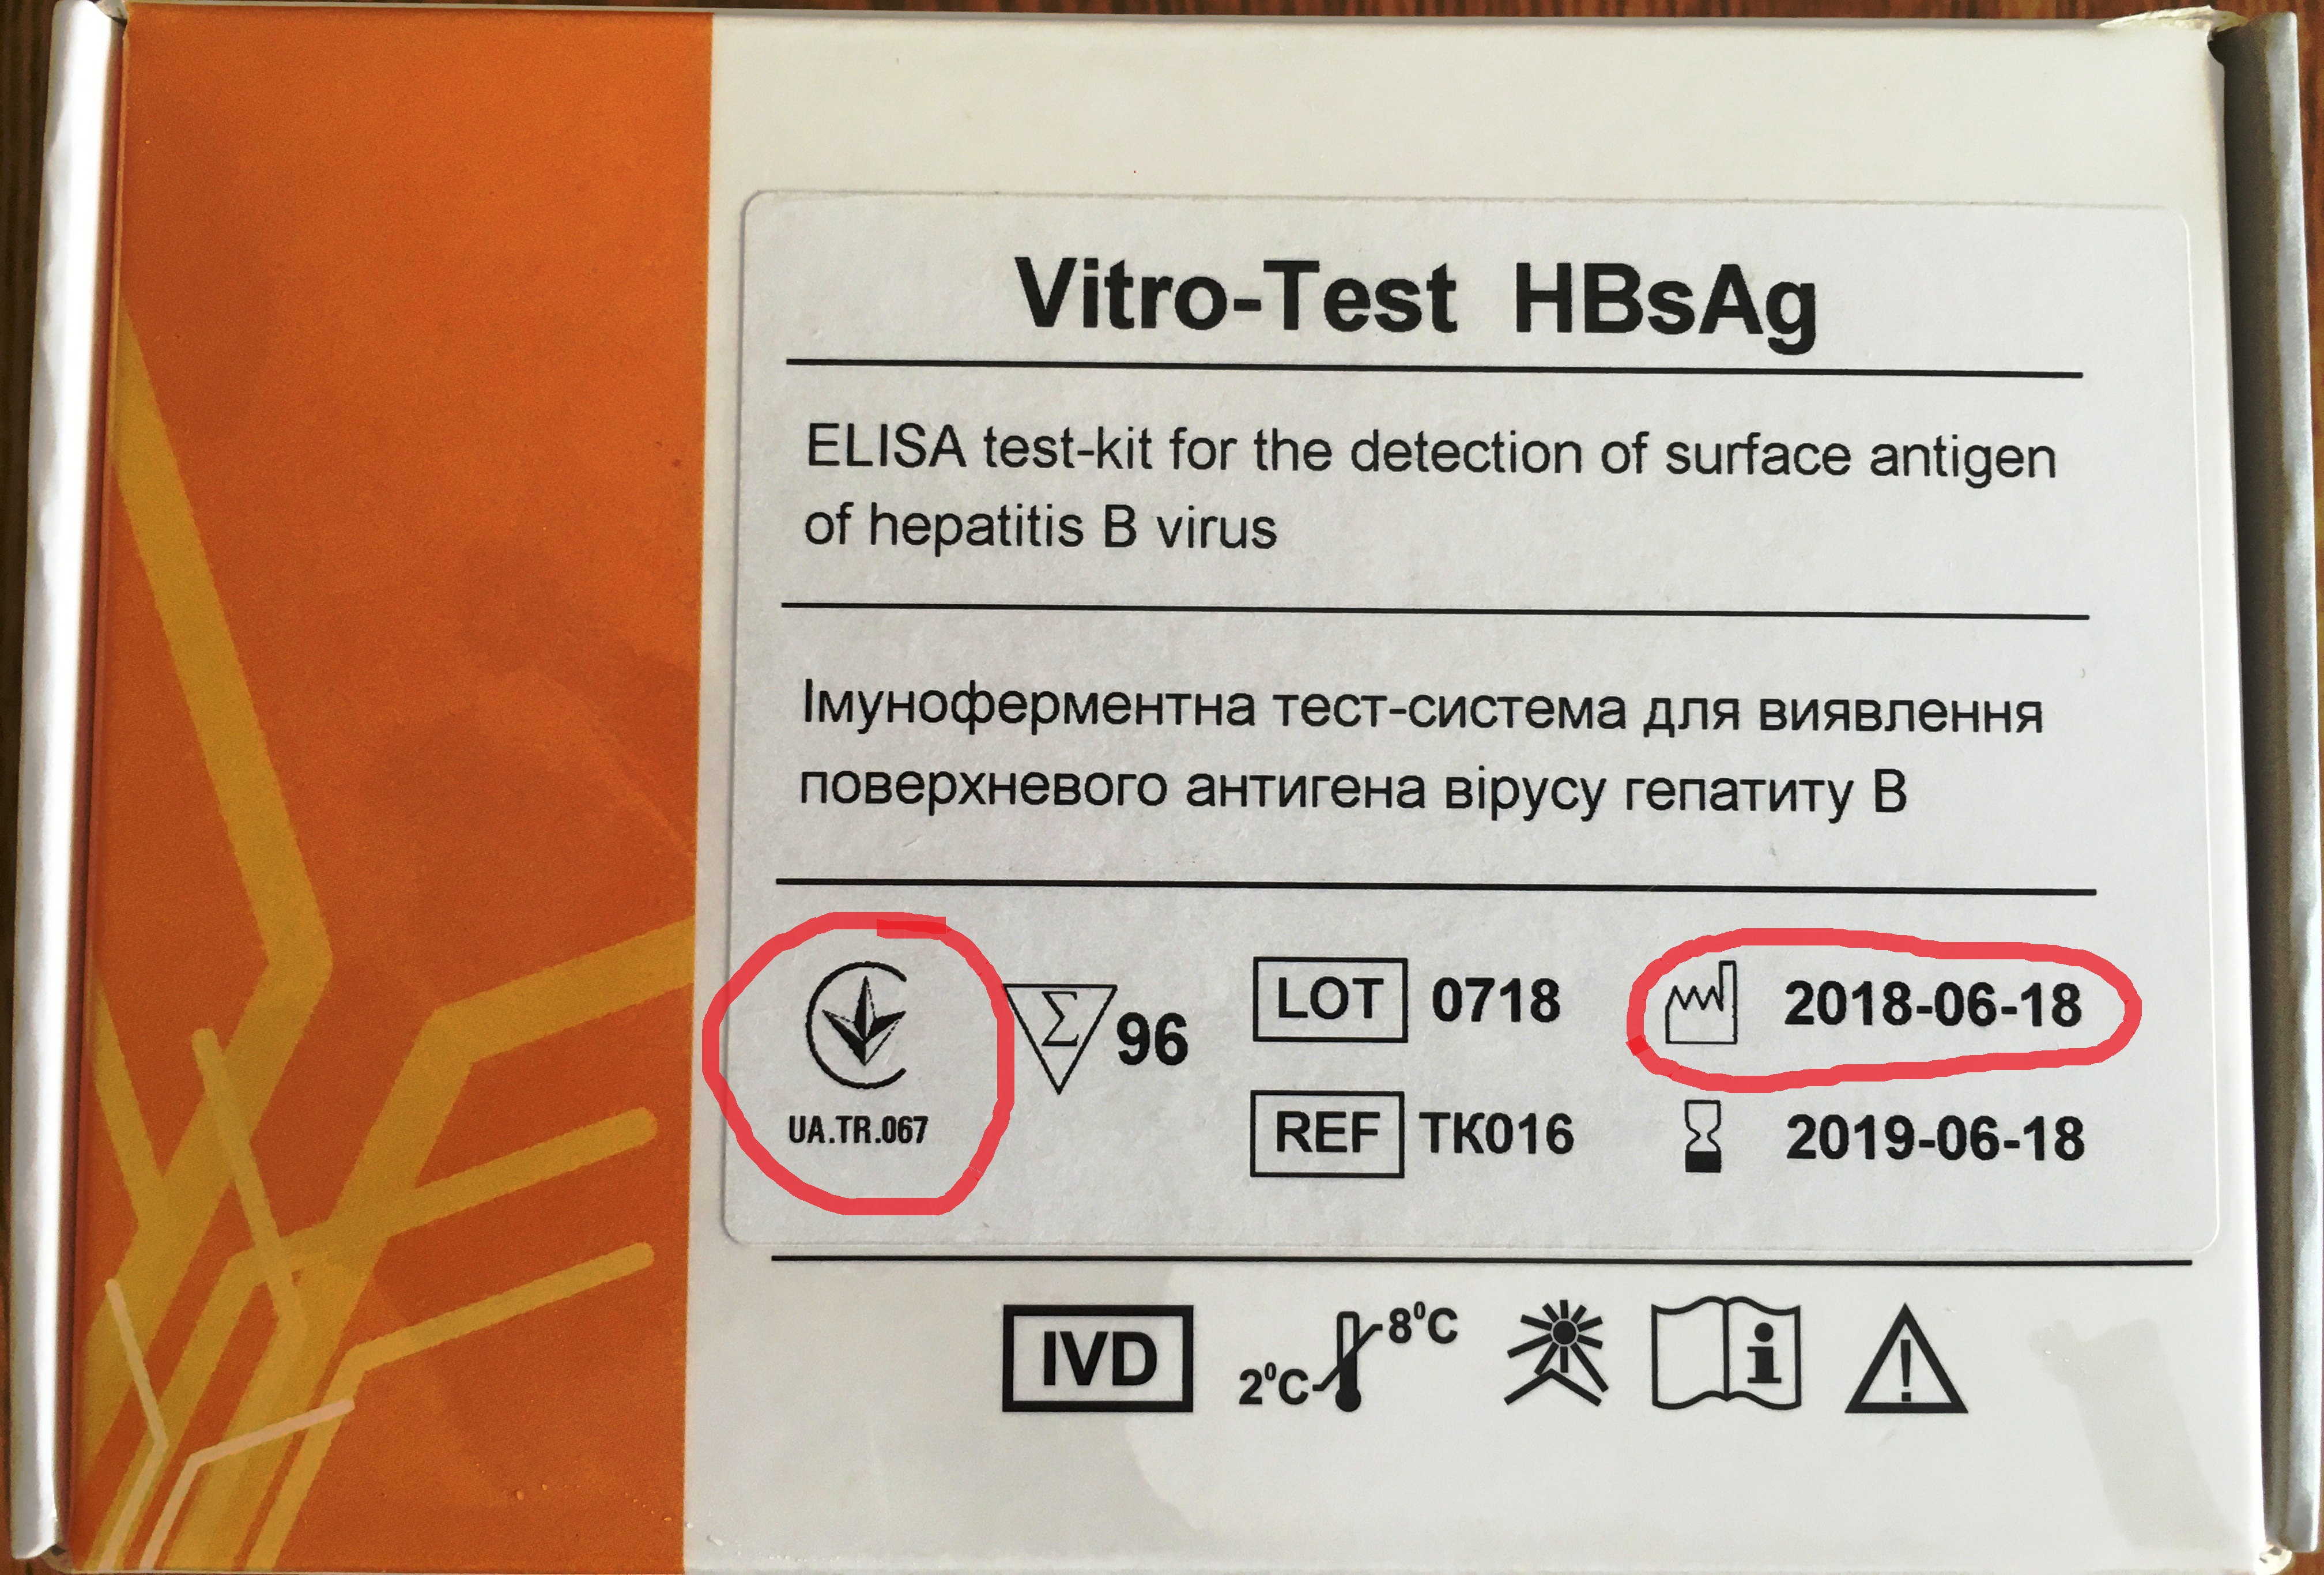 Vitro-Test HBsAg
ELISA test-kit for the detection of surface antigen
of hepatitis B virus
Імуноферментна тест-система для виявлення
поверхневого антигена вірусу гепатиту В
Σ 96
LOT 0718
2018-06-18
UA.TR.067
REF TK016
2019-06-18
IVD
2°C
8°C
i
!